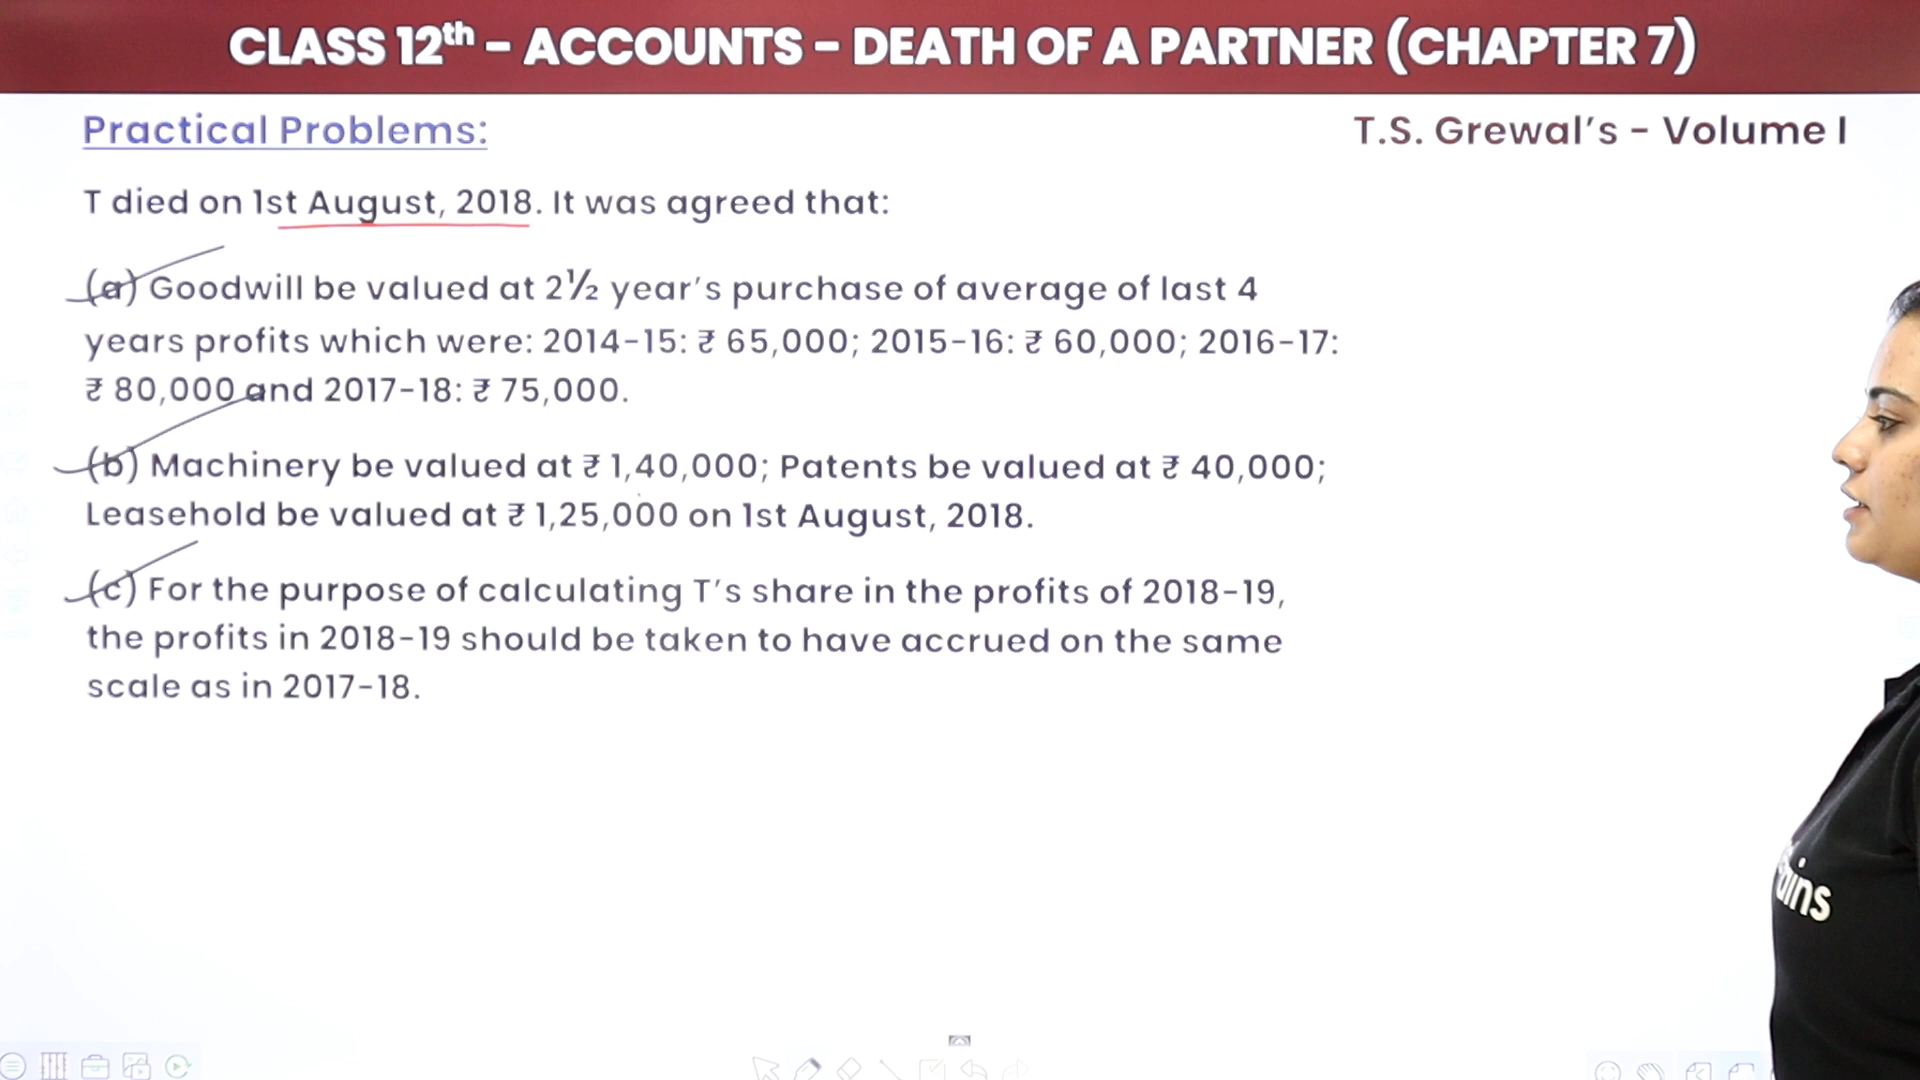 CLASS 12th – ACCOUNTS – DEATH OF A PARTNER (CHAPTER 7)
Practical Problems:
T.S. Grewal's - Volume I
T died on 1st August, 2018. It was agreed that:
(a) Goodwill be valued at 2½ year's purchase of average of last 4
years profits which were: 2014-15: ₹ 65,000; 2015-16: ₹ 60,000; 2016-17:
₹ 80,000 and 2017-18: ₹ 75,000.
(b) Machinery be valued at ₹ 1,40,000; Patents be valued at ₹ 40,000;
Leasehold be valued at ₹ 1,25,000 on 1st August, 2018.
(c) For the purpose of calculating T's share in the profits of 2018-19,
the profits in 2018-19 should be taken to have accrued on the same
scale as in 2017-18.